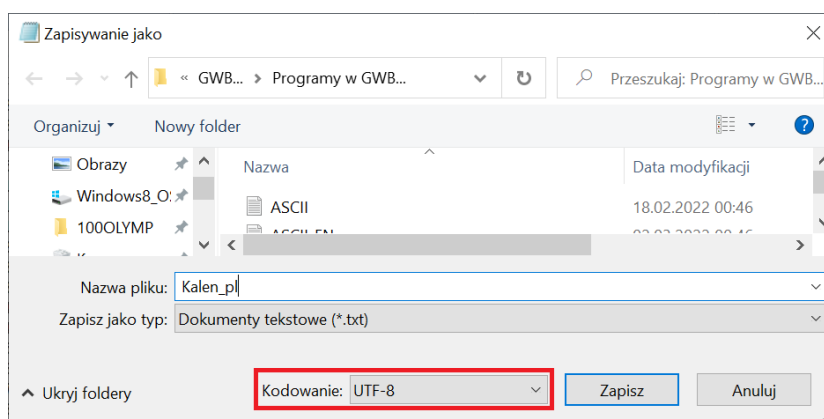 Zapisywanie jako
« GWB... > Programy w GWB... Przeszukaj: Programy w GWB...
Organizuj Nowy folder
Obrazy Nazwa Data modyfikacji
Windows8_O:
ASCII 18.02.2022 00:46
100OLYMP
Nazwa pliku: Kalen_pl
Zapisz jako typ: Dokumenty tekstowe (*.txt)
Ukryj foldery Kodowanie: UTF-8 Zapisz Anuluj